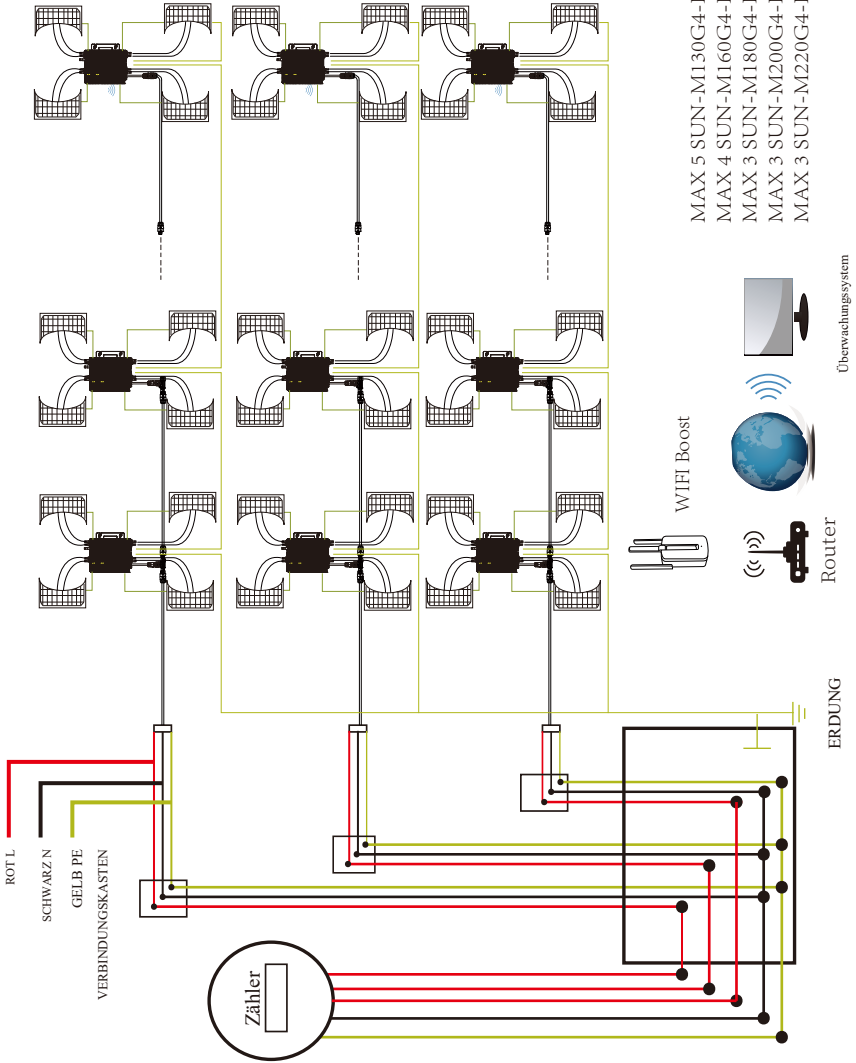 MAX 5 SUN-M130G4-
MAX 4 SUN-M160G4-
MAX 3 SUN-M180G4-
MAX 3 SUN-M200G4-
MAX 3 SUN-M220G4-
Überwachungssystem
WIFI Boost
Router
ERDUNG
ROT L
SCHWARZ N
GELB PE
VERBINDUNGSKASTEN
Zähler